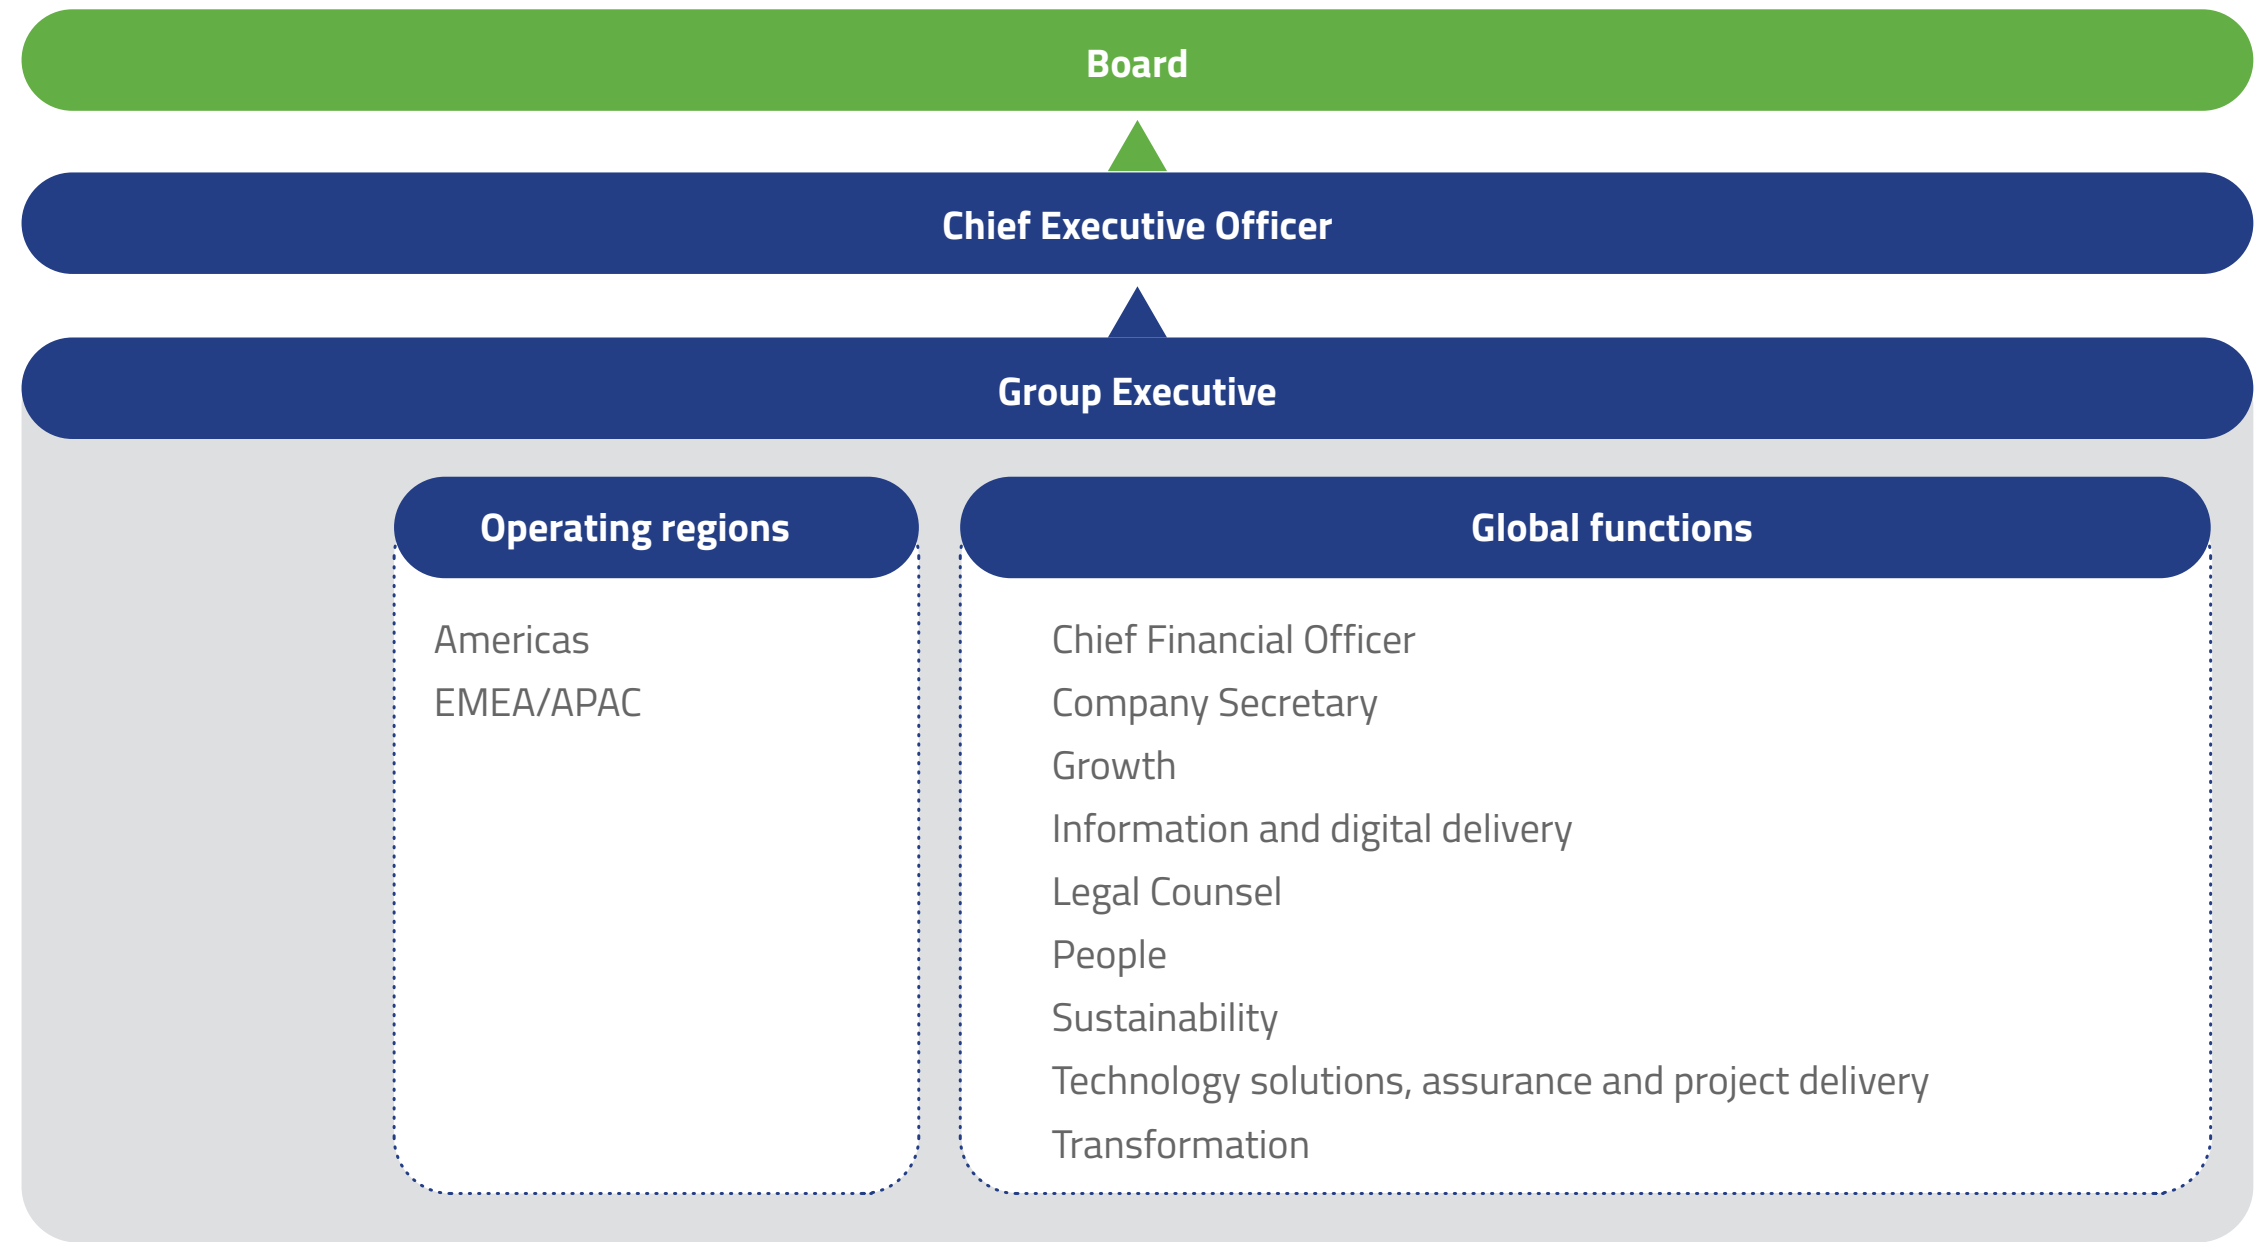 Board
Chief Executive Officer
Group Executive
Operating regions
Americas
EMEA/APAC
Global functions
Chief Financial Officer
Company Secretary
Growth
Information and digital delivery
Legal Counsel
People
Sustainability
Technology solutions, assurance and project delivery
Transformation